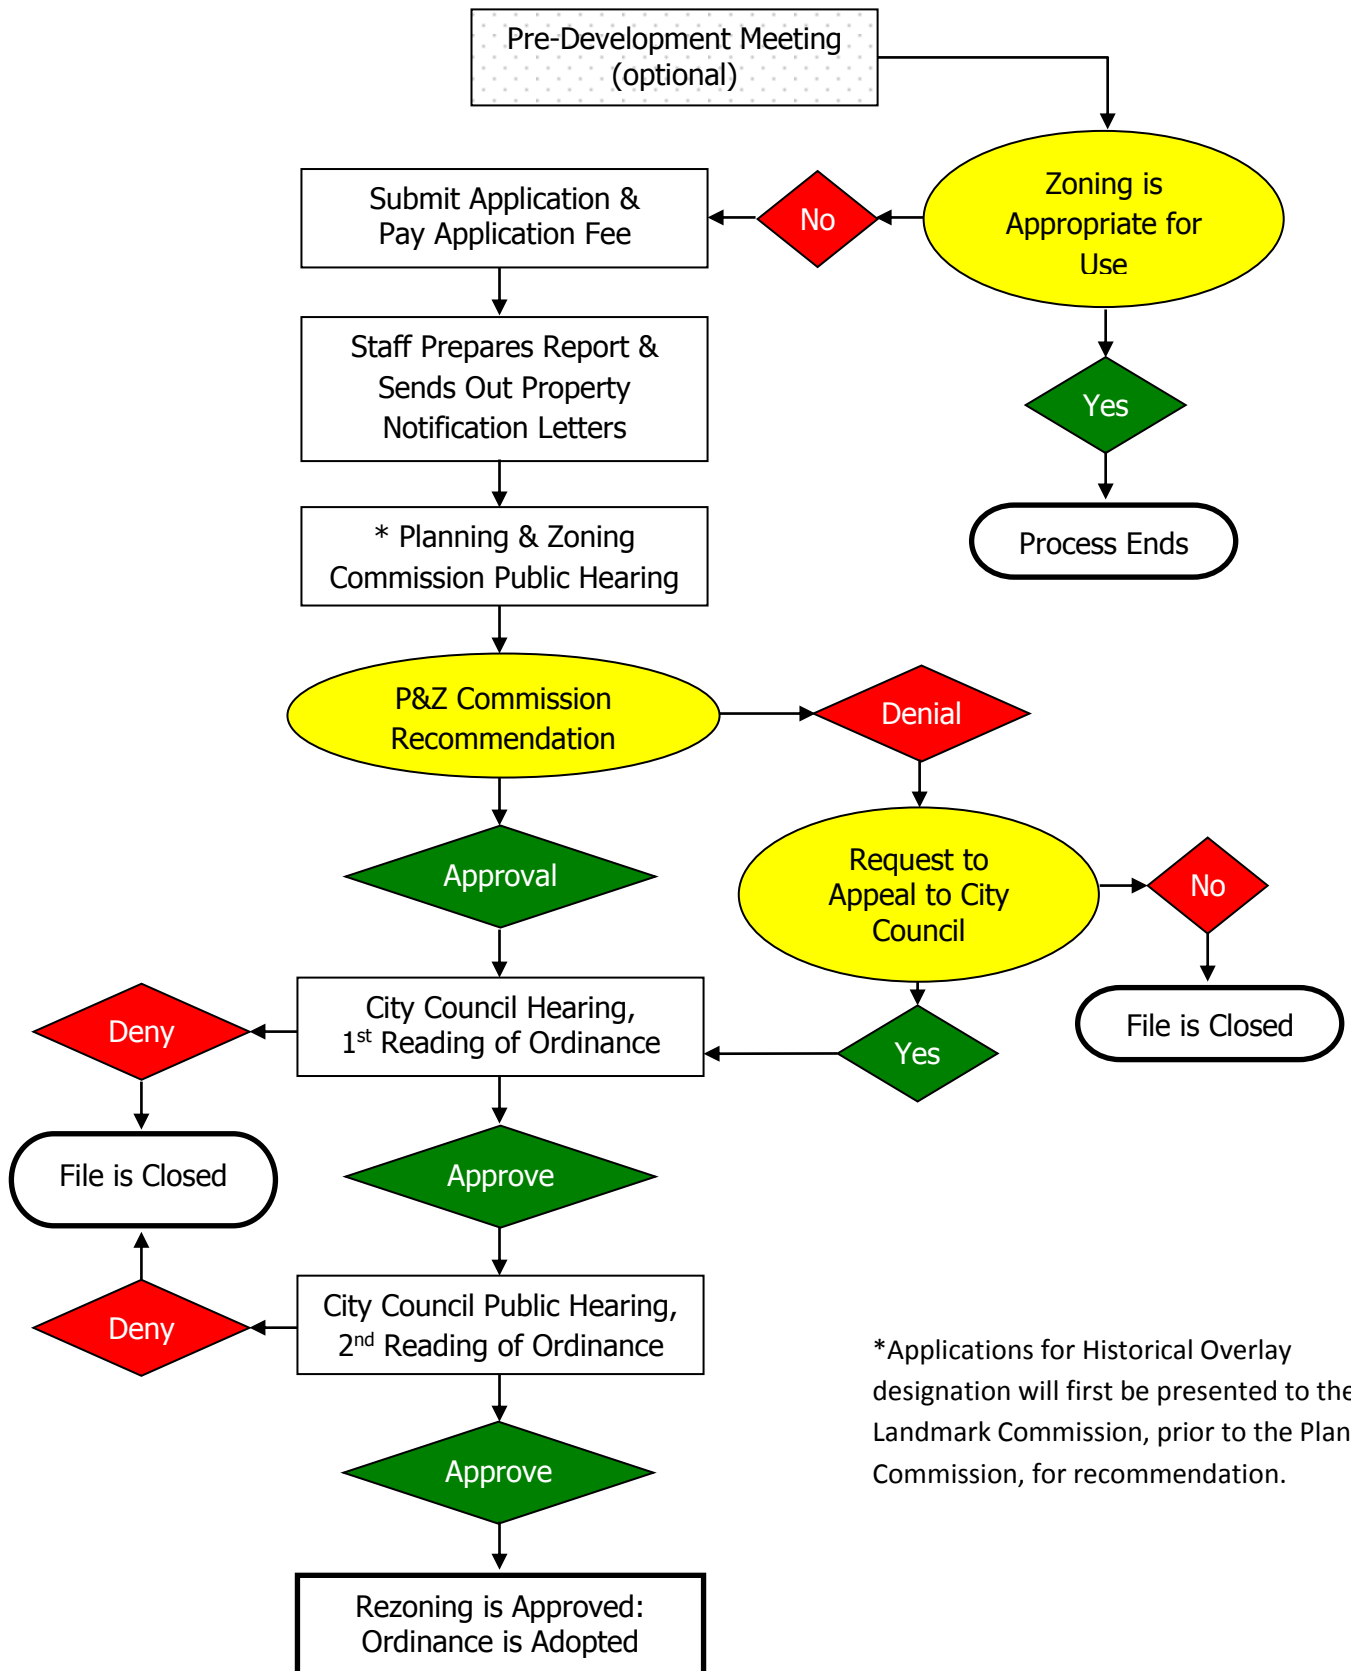 Pre-Development Meeting
(optional)
Zoning is
Appropriate for
Use
No
Submit Application &
Pay Application Fee
Staff Prepares Report &
Sends Out Property
Notification Letters
Yes
Process Ends
* Planning & Zoning
Commission Public Hearing
P&Z Commission
Recommendation
Denial
Approval
Request to
Appeal to City
Council
No
File is Closed
Yes
City Council Hearing,
1st Reading of Ordinance
Deny
File is Closed
Approve
City Council Public Hearing,
2nd Reading of Ordinance
Deny
Approve
Rezoning is Approved:
Ordinance is Adopted
*Applications for Historical Overlay
designation will first be presented to the
Landmark Commission, prior to the Plan
Commission, for recommendation.